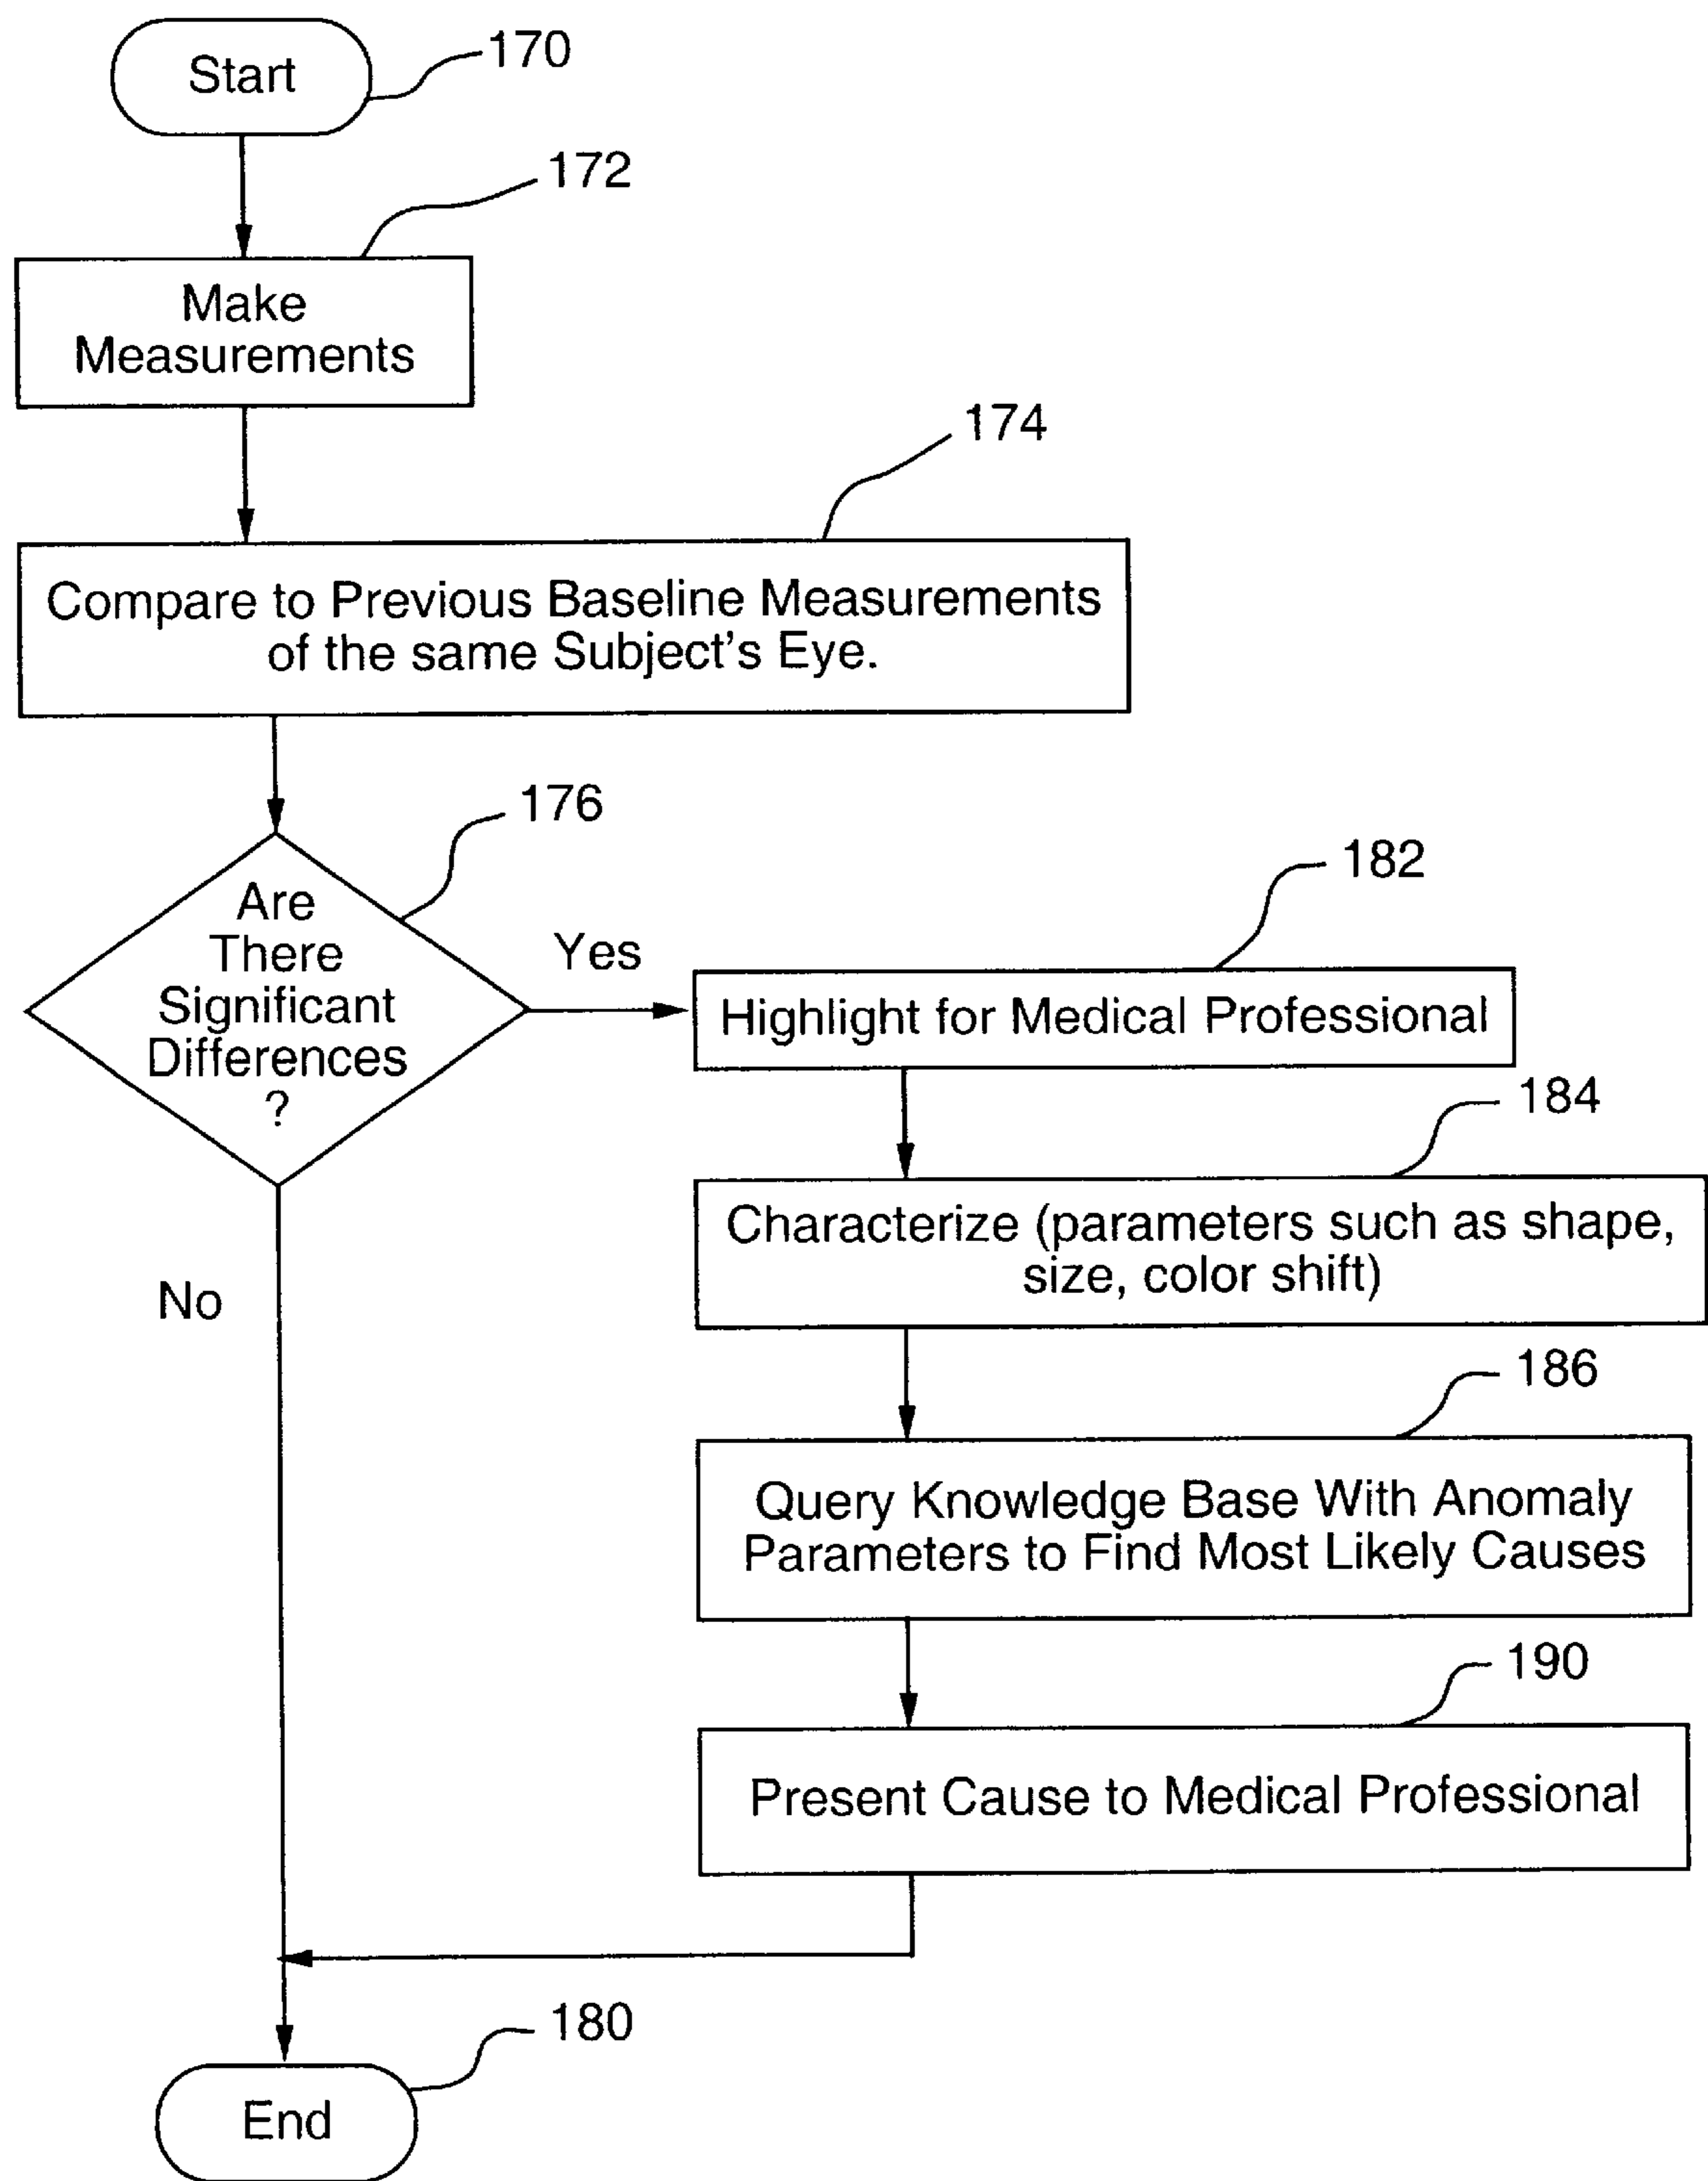 Start
170
172
Make
Measurements
174
Compare to Previous Baseline Measurements
of the same Subject's Eye.
176
Are
There
Significant
Differences
?
Yes
No
182
Highlight for Medical Professional
184
Characterize (parameters such as shape,
size, color shift)
186
Query Knowledge Base With Anomaly
Parameters to Find Most Likely Causes
190
Present Cause to Medical Professional
180
End